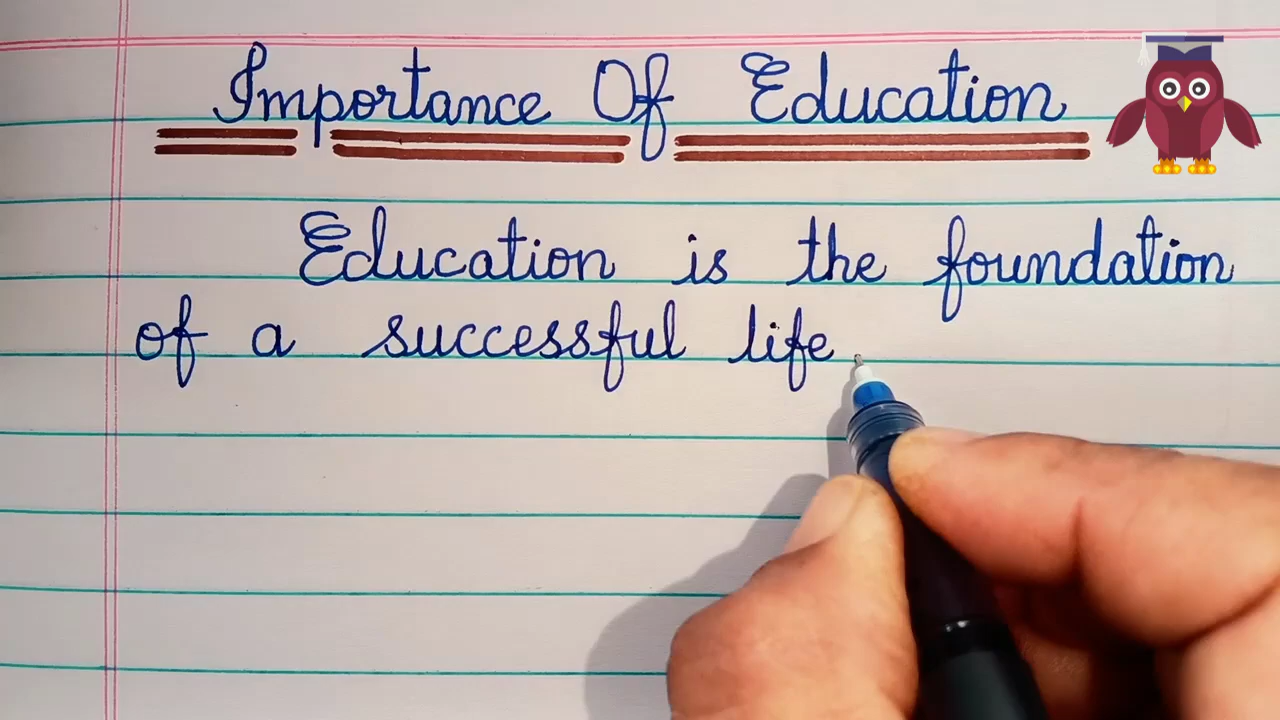 Importance Of Education
Education is the foundation
of a successful life